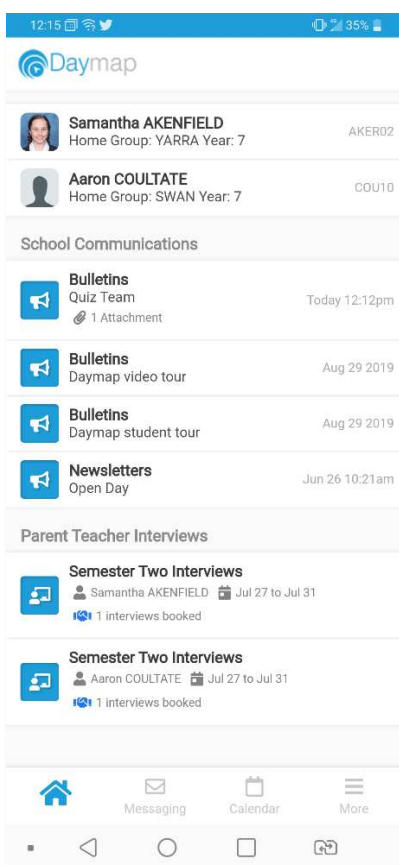 12:15
35%
Daymap
Samantha AKENFIELD
Home Group: YARRA Year: 7
AKER02
Aaron COULTATE
Home Group: SWAN Year: 7
COU10
School Communications
Bulletins
Quiz Team
Today 12:12pm
1 Attachment
Bulletins
Daymap video tour
Aug 29 2019
Bulletins
Daymap student tour
Aug 29 2019
Newsletters
Open Day
Jun 26 10:21am
Parent Teacher Interviews
Semester Two Interviews
Samantha AKENFIELD Jul 27 to Jul 31
1 interviews booked
Semester Two Interviews
Aaron COULTATE Jul 27 to Jul 31
1 interviews booked
Messaging
Calendar
More